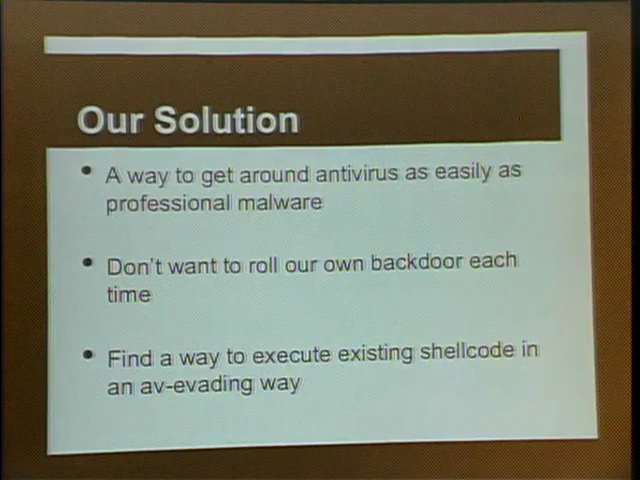 Our Solution
• A way to get around antivirus as easily as
professional malware
• Don't want to roll our own backdoor each
time
• Find a way to execute existing shellcode in
an av-evading way